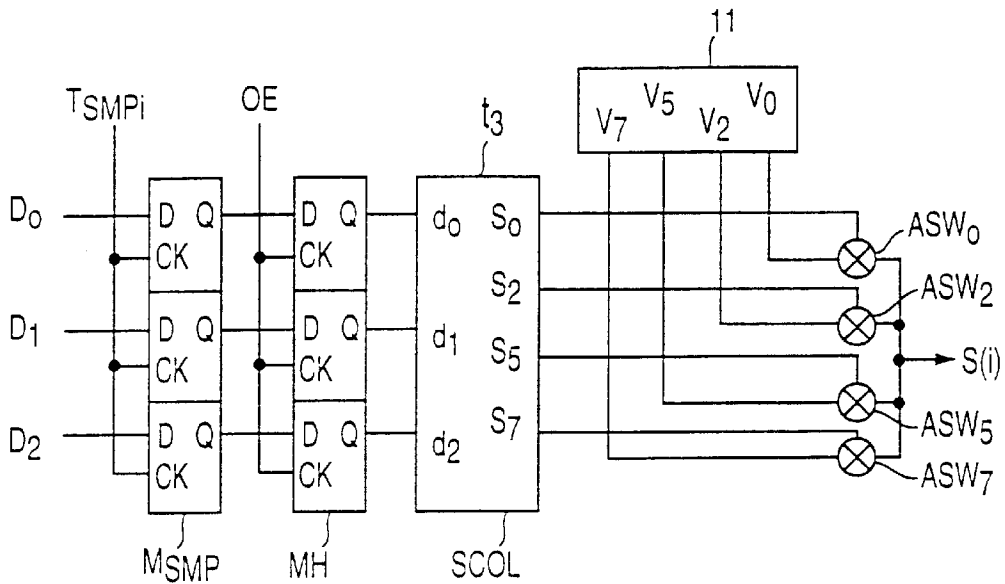 11
T_SMPi
OE
t_3
V_7 V_5 V_2 V_0
D_0
D Q
CK
D Q
CK
d_0
S_0
ASW_0
D_1
D Q
CK
D Q
CK
d_1
S_2
ASW_2
S_5
S(i)
D_2
D Q
CK
D Q
CK
d_2
S_7
ASW_5
ASW_7
M_SMP
MH
SCOL